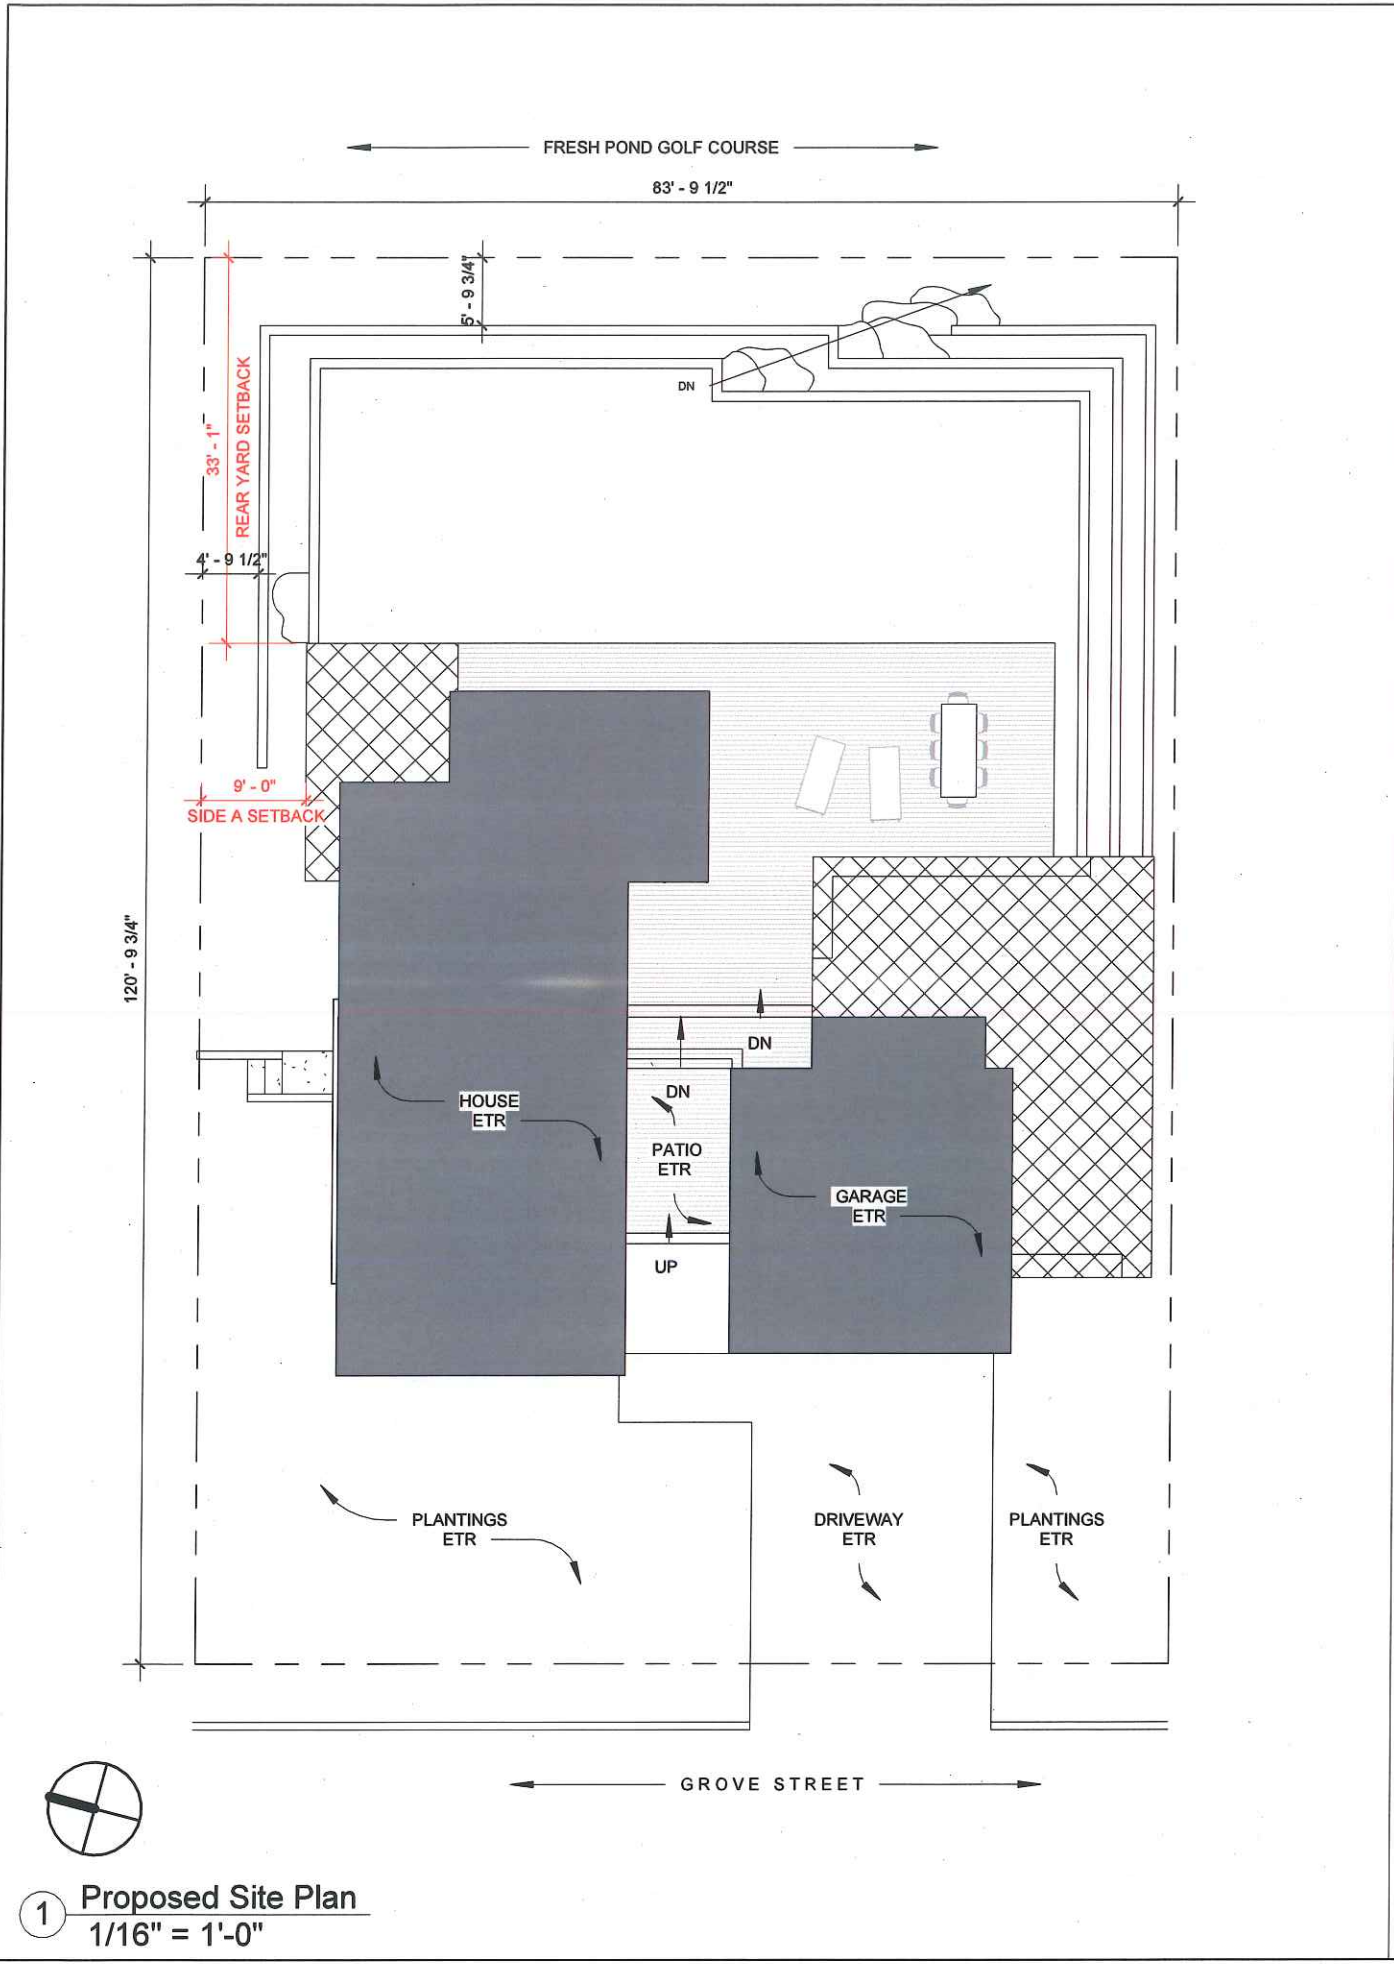 FRESH POND GOLF COURSE
83' - 9 1/2"
5' - 9 3/4"
DN
33' - 1"
REAR YARD SETBACK
4' - 9 1/2"
9' - 0"
SIDE A SETBACK
120' - 9 3/4"
DN
DN
HOUSE
ETR
PATIO
ETR
GARAGE
ETR
UP
PLANTINGS
ETR
DRIVEWAY
ETR
PLANTINGS
ETR
GROVE STREET
1
Proposed Site Plan
1/16" = 1'-0"